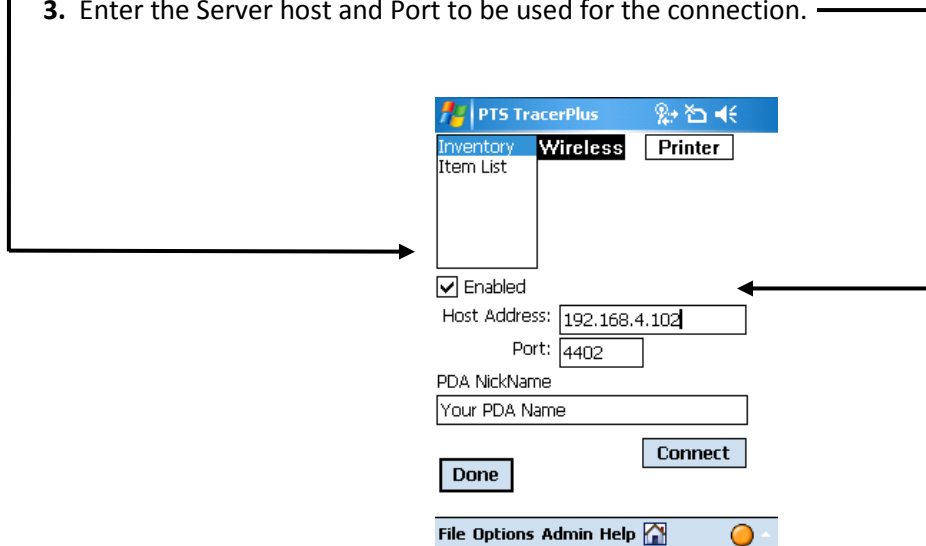 3. Enter the Server host and Port to be used for the connection.
PTS TracerPlus
Inventory Wireless Printer
Item List
Enabled
Host Address: 192.168.4.102
Port: 4402
PDA NickName
Your PDA Name
Connect
Done
File Options Admin Help